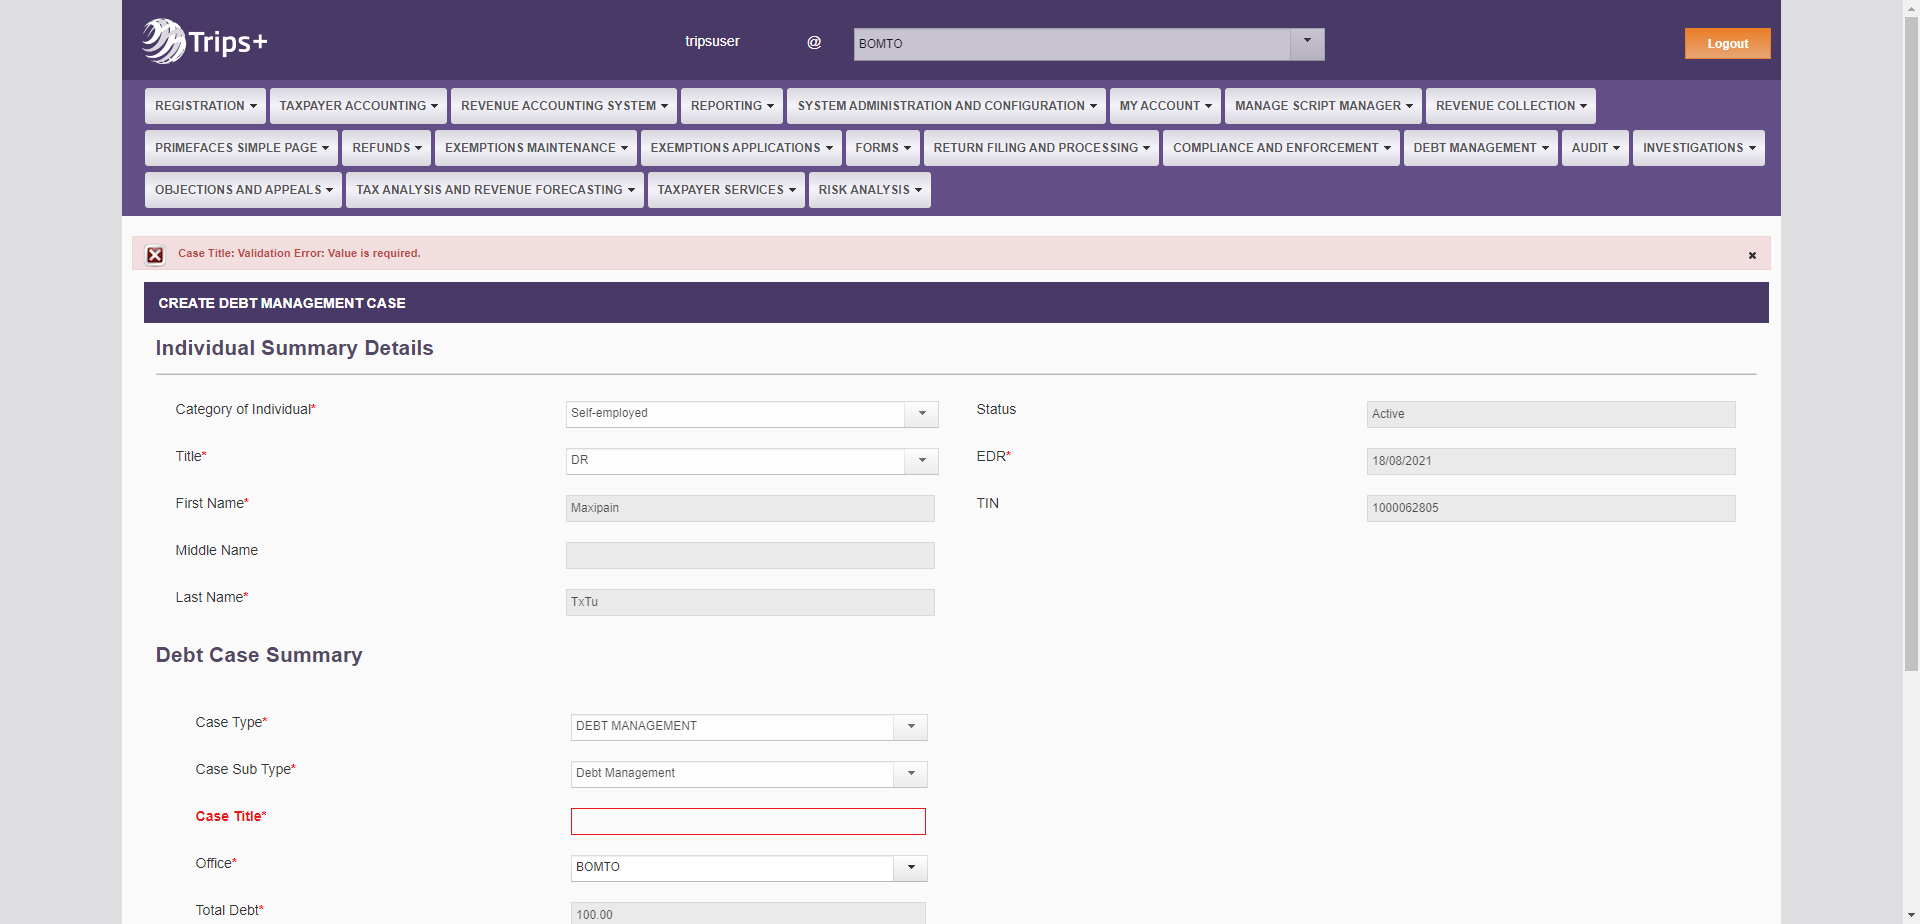 Trips+
tripsuser @ BOMTO
Logout
REGISTRATION TAXPAYER ACCOUNTING REVENUE ACCOUNTING SYSTEM REPORTING SYSTEM ADMINISTRATION AND CONFIGURATION MY ACCOUNT MANAGE SCRIPT MANAGER REVENUE COLLECTION
PRIMEFACES SIMPLE PAGE REFUNDS EXEMPTIONS MAINTENANCE EXEMPTIONS APPLICATIONS FORMS RETURN FILING AND PROCESSING COMPLIANCE AND ENFORCEMENT DEBT MANAGEMENT AUDIT INVESTIGATIONS
OBJECTIONS AND APPEALS TAX ANALYSIS AND REVENUE FORECASTING TAXPAYER SERVICES RISK ANALYSIS
Case Title: Validation Error: Value is required.
CREATE DEBT MANAGEMENT CASE
Individual Summary Details
Category of Individual* Self-employed Status Active
Title* DR EDR* 18/08/2021
First Name* Maxipain TIN 1000062805
Middle Name
Last Name* TxTu
Debt Case Summary
Case Type* DEBT MANAGEMENT
Case Sub Type* Debt Management
Case Title*
Office* BOMTO
Total Debt* 100.00